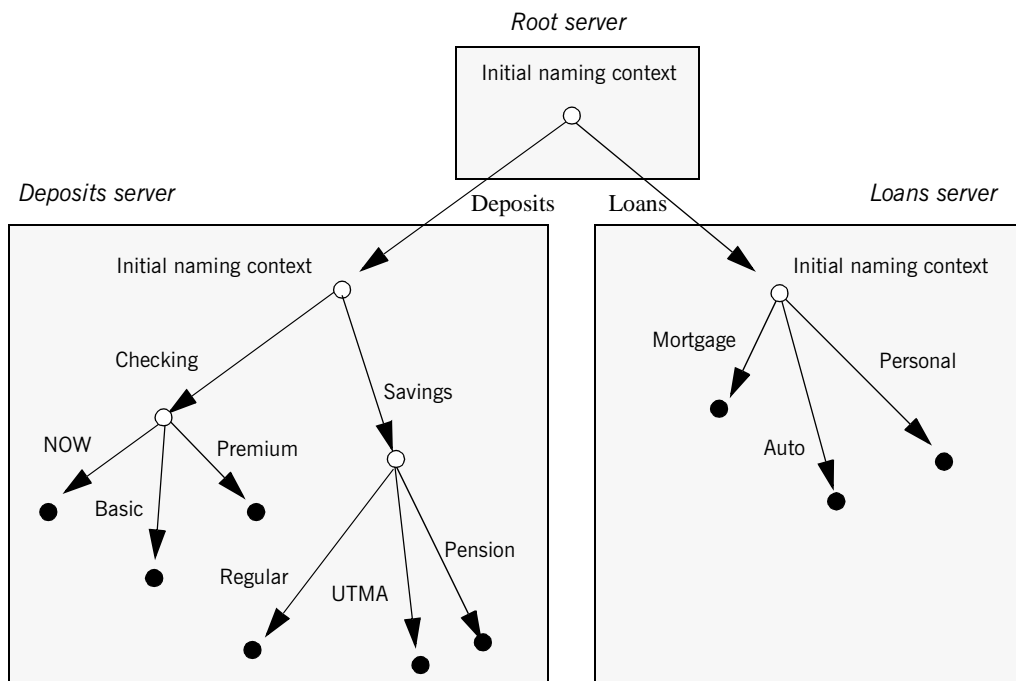 Root server
Initial naming context
Deposits server
Deposits
Loans
Loans server
Initial naming context
Checking
Savings
NOW
Premium
Basic
Regular
UTMA
Pension
Initial naming context
Mortgage
Personal
Auto